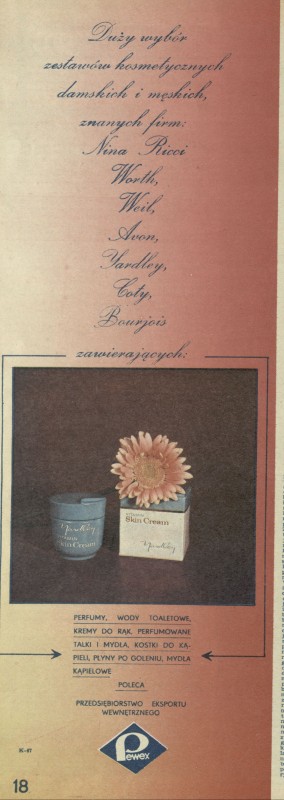 Duży wybór
zestawów kosmetycznych
damskich i męskich,
znanych firm:
Nina Ricci
Worth,
Weil,
Avon,
Yardley,
Coty,
Bourjois
zawierających:
Skin Cream
Yardley
Yardley
Skin Cream
PERFUMY, WODY TOALETOWE,
KREMY DO RĄK, PERFUMOWANE
TALKI I MYDŁA, KOSTKI DO KĄ-
PIELI, PŁYNY PO GOLENIU, MYDŁA
KĄPIELOWE
POLECA
PRZEDSIĘBIORSTWO EKSPORTU
WEWNĘTRZNEGO
Pewex
18